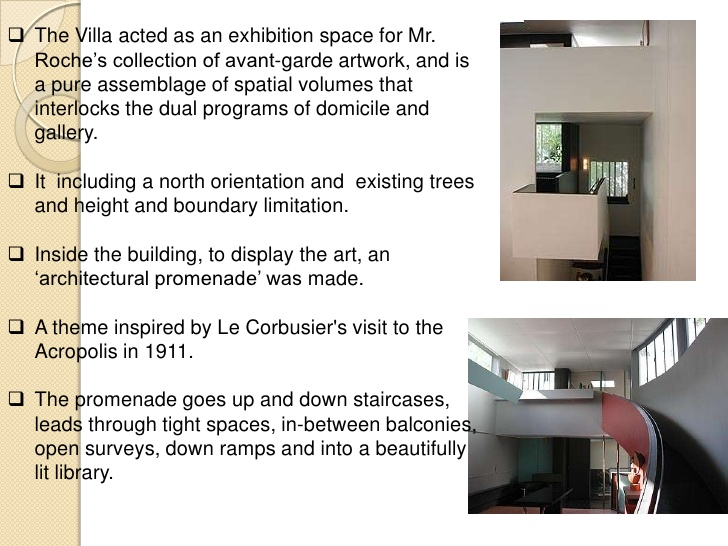 ❑ The Villa acted as an exhibition space for Mr.
Roche’s collection of avant-garde artwork, and is
a pure assemblage of spatial volumes that
interlocks the dual programs of domicile and
gallery.
❑ It  including a north orientation and  existing trees
and height and boundary limitation.
❑ Inside the building, to display the art, an
‘architectural promenade’ was made.
❑ A theme inspired by Le Corbusier's visit to the
Acropolis in 1911.
❑ The promenade goes up and down staircases,
leads through tight spaces, in-between balconies,
open surveys, down ramps and into a beautifully
lit library.